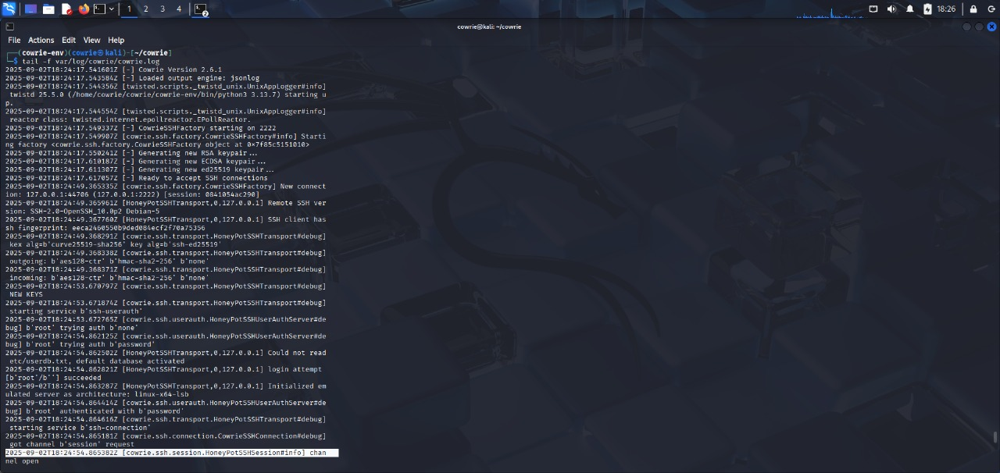 1 2 3 4
2
18:26
cowrie@kali: ~/cowrie
File Actions Edit View Help
┌──(cowrie-env)(cowrie㉿kali)-[~/cowrie]
└─$ tail -f var/log/cowrie/cowrie.log
2025-09-02T18:24:17.541601Z [-] Cowrie Version 2.6.1
2025-09-02T18:24:17.543584Z [-] Loaded output engine: jsonlog
2025-09-02T18:24:17.544356Z [twisted.scripts._twistd_unix.UnixAppLogger#info]
 twistd 25.5.0 (/home/cowrie/cowrie/cowrie-env/bin/python3 3.13.7) starting u
p.
2025-09-02T18:24:17.544554Z [twisted.scripts._twistd_unix.UnixAppLogger#info]
 reactor class: twisted.internet.epollreactor.EPollReactor.
2025-09-02T18:24:17.549337Z [-] CowrieSSHFactory starting on 2222
2025-09-02T18:24:17.549907Z [cowrie.ssh.factory.CowrieSSHFactory#info] Starti
ng factory <cowrie.ssh.factory.CowrieSSHFactory object at 0x7f85c5151010>
2025-09-02T18:24:17.550241Z [-] Generating new RSA keypair...
2025-09-02T18:24:17.610187Z [-] Generating new ECDSA keypair...
2025-09-02T18:24:17.611307Z [-] Generating new ed25519 keypair...
2025-09-02T18:24:17.617057Z [-] Ready to accept SSH connections
2025-09-02T18:24:49.365335Z [cowrie.ssh.factory.CowrieSSHFactory] New connect
ion: 127.0.0.1:44706 (127.0.0.1:2222) [session: 0841054ac290]
2025-09-02T18:24:49.365961Z [HoneyPotSSHTransport,0,127.0.0.1] Remote SSH ver
sion: SSH-2.0-OpenSSH_10.0p2 Debian-5
2025-09-02T18:24:49.367760Z [HoneyPotSSHTransport,0,127.0.0.1] SSH client has
sh fingerprint: eeca2460550b9ded084ecf2f70a75356
2025-09-02T18:24:49.368291Z [cowrie.ssh.transport.HoneyPotSSHTransport#debug]
 kex alg=b'curve25519-sha256' key alg=b'ssh-ed25519'
2025-09-02T18:24:49.368338Z [cowrie.ssh.transport.HoneyPotSSHTransport#debug]
 outgoing: b'aes128-ctr' b'hmac-sha2-256' b'none'
2025-09-02T18:24:49.368371Z [cowrie.ssh.transport.HoneyPotSSHTransport#debug]
 incoming: b'aes128-ctr' b'hmac-sha2-256' b'none'
2025-09-02T18:24:53.670797Z [cowrie.ssh.transport.HoneyPotSSHTransport#debug]
 NEW KEYS
2025-09-02T18:24:53.671874Z [cowrie.ssh.transport.HoneyPotSSHTransport#debug]
 starting service b'ssh-userauth'
2025-09-02T18:24:53.672765Z [cowrie.ssh.userauth.HoneyPotSSHUserAuthServer#de
bug] b'root' trying auth b'none'
2025-09-02T18:24:54.862125Z [cowrie.ssh.userauth.HoneyPotSSHUserAuthServer#de
bug] b'root' trying auth b'password'
2025-09-02T18:24:54.862502Z [HoneyPotSSHTransport,0,127.0.0.1] Could not read
 etc/userdb.txt, default database activated
2025-09-02T18:24:54.862821Z [HoneyPotSSHTransport,0,127.0.0.1] login attempt
[b'root'/b''] succeeded
2025-09-02T18:24:54.863287Z [HoneyPotSSHTransport,0,127.0.0.1] Initialized em
ulated server as architecture: linux-x64-lsb
2025-09-02T18:24:54.864414Z [cowrie.ssh.userauth.HoneyPotSSHUserAuthServer#de
bug] b'root' authenticated with b'password'
2025-09-02T18:24:54.864616Z [cowrie.ssh.transport.HoneyPotSSHTransport#debug]
 starting service b'ssh-connection'
2025-09-02T18:24:54.865181Z [cowrie.ssh.connection.CowrieSSHConnection#debug]
 got channel b'session' request
2025-09-02T18:24:54.865382Z [cowrie.ssh.session.HoneyPotSSHSession#info] chan
nel open